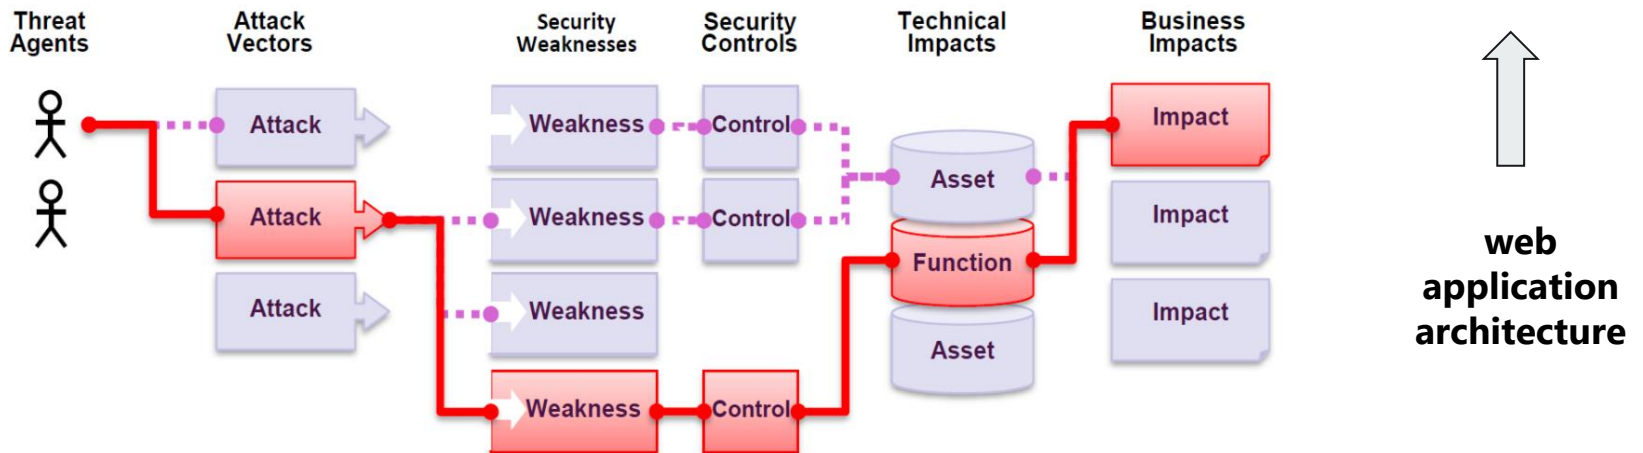 Threat
Agents
Attack
Vectors
Security
Weaknesses
Security
Controls
Technical
Impacts
Business
Impacts
Attack
Weakness
Control
Impact
Asset
Attack
Weakness
Control
Impact
Function
Attack
Weakness
Impact
Asset
Weakness
Control
web
application
architecture